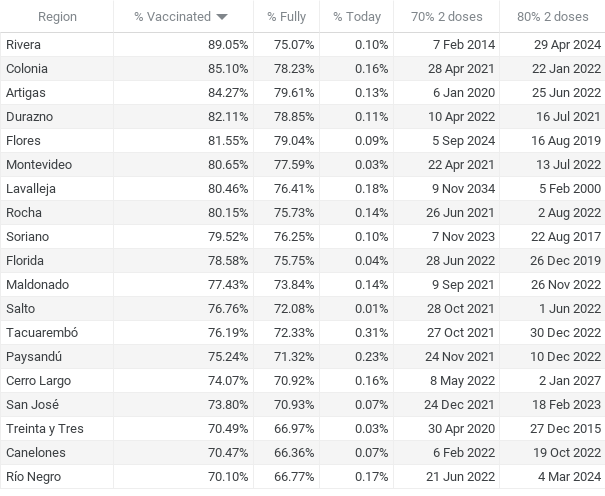 Region % Vaccinated % Fully % Today 70% 2 doses 80% 2 doses
Rivera 89.05% 75.07% 0.10% 7 Feb 2014 29 Apr 2024
Colonia 85.10% 78.23% 0.16% 28 Apr 2021 22 Jan 2022
Artigas 84.27% 79.61% 0.13% 6 Jan 2020 25 Jun 2022
Durazno 82.11% 78.85% 0.11% 10 Apr 2022 16 Jul 2021
Flores 81.55% 79.04% 0.09% 5 Sep 2024 16 Aug 2019
Montevideo 80.65% 77.59% 0.03% 22 Apr 2021 13 Jul 2022
Lavalleja 80.46% 76.41% 0.18% 9 Nov 2034 5 Feb 2000
Rocha 80.15% 75.73% 0.14% 26 Jun 2021 2 Aug 2022
Soriano 79.52% 76.25% 0.10% 7 Nov 2023 22 Aug 2017
Florida 78.58% 75.75% 0.04% 28 Jun 2022 26 Dec 2019
Maldonado 77.43% 73.84% 0.14% 9 Sep 2021 26 Nov 2022
Salto 76.76% 72.08% 0.01% 28 Oct 2021 1 Jun 2022
Tacuarembó 76.19% 72.33% 0.31% 27 Oct 2021 30 Dec 2022
Paysandú 75.24% 71.32% 0.23% 24 Nov 2021 10 Dec 2022
Cerro Largo 74.07% 70.92% 0.16% 8 May 2022 2 Jan 2027
San José 73.80% 70.93% 0.07% 24 Dec 2021 18 Feb 2023
Treinta y Tres 70.49% 66.97% 0.03% 30 Apr 2020 27 Dec 2015
Canelones 70.47% 66.36% 0.07% 6 Feb 2022 19 Oct 2022
Río Negro 70.10% 66.77% 0.17% 21 Jun 2022 4 Mar 2024